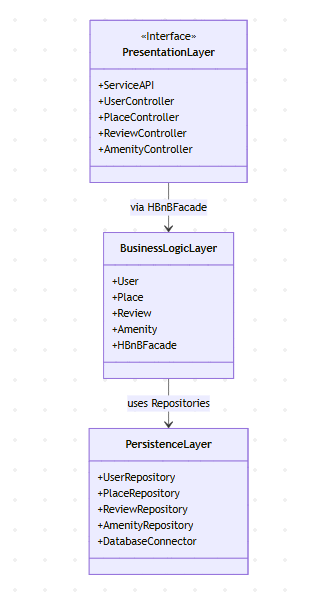 «Interface»
PresentationLayer
+ServiceAPI
+UserController
+PlaceController
+ReviewController
+AmenityController
via HBnBFacade
BusinessLogicLayer
+User
+Place
+Review
+Amenity
+HBnBFacade
uses Repositories
PersistenceLayer
+UserRepository
+PlaceRepository
+ReviewRepository
+AmenityRepository
+DatabaseConnector